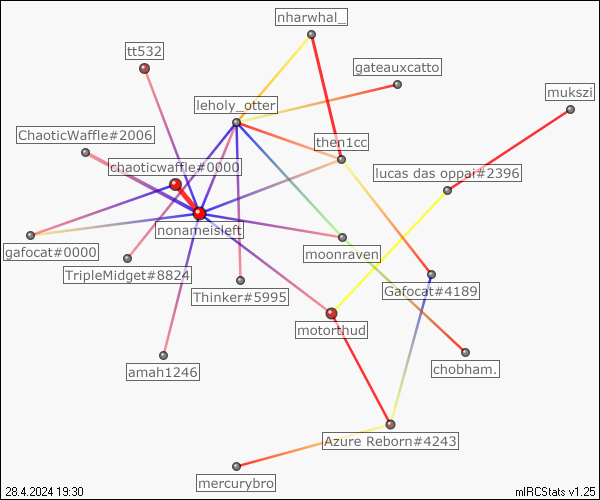 nharwhal_
tt532
gateauxcatto
mukszi
leholy_otter
ChaoticWaffle#2006
then1cc
chaoticwaffle#0000
lucas das oppai#2396
nonameisleft
gafocat#0000
moonraven
TripleMidget#8824
Gafocat#4189
Thinker#5995
motorthud
amah1246
chobham.
Azure Reborn#4243
mercurybro
28.4.2024 19:30
mIRCStats v1.25